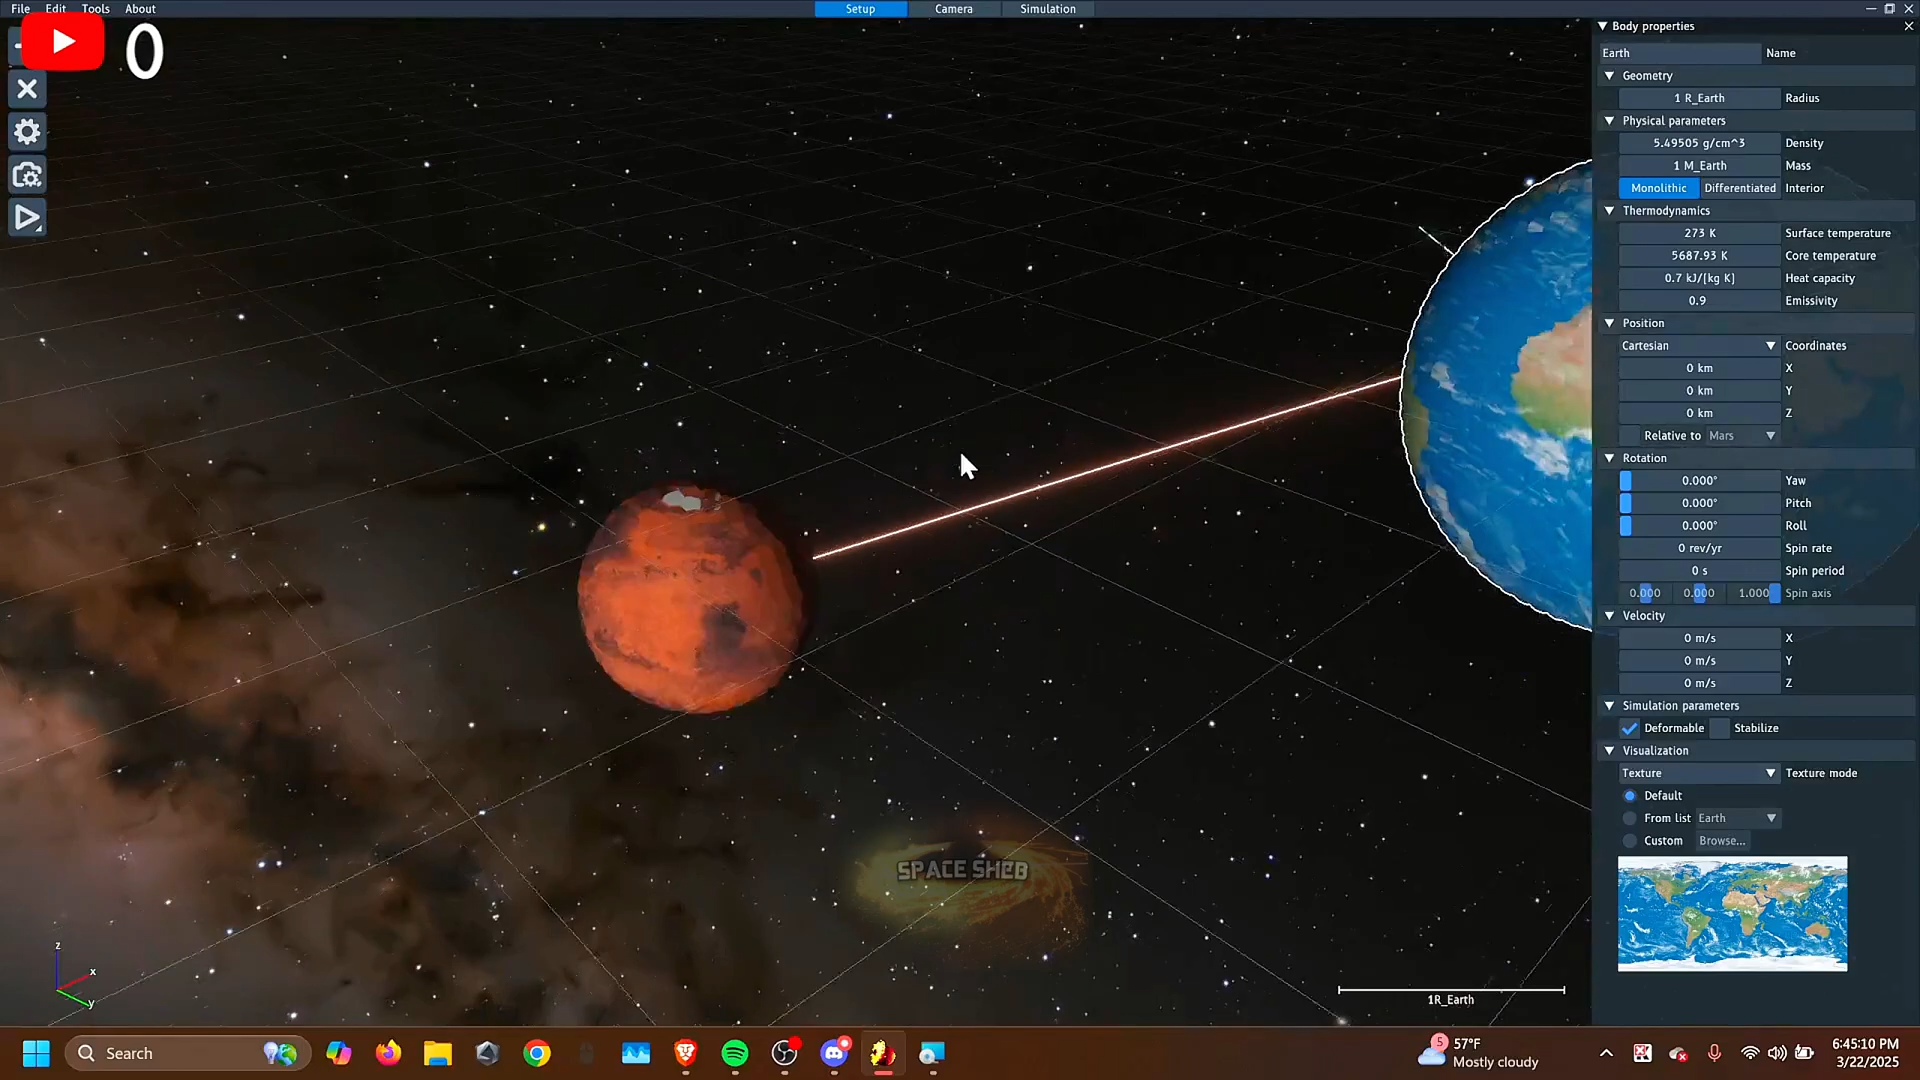 File Edit Tools About
Setup Camera Simulation
0
Body properties
Earth Name
Geometry
1 R_Earth Radius
Physical parameters
5.49505 g/cm^3 Density
1 M_Earth Mass
Monolithic Differentiated Interior
Thermodynamics
273 K Surface temperature
5687.93 K Core temperature
0.7 kJ/(kg K) Heat capacity
0.9 Emissivity
Position
Cartesian Coordinates
0 km X
0 km Y
0 km Z
Relative to Mars
Rotation
0.000° Yaw
0.000° Pitch
0.000° Roll
0 rev/yr Spin rate
0 s Spin period
0.000 0.000 1.000 Spin axis
Velocity
0 m/s X
0 m/s Y
0 m/s Z
Simulation parameters
Deformable Stabilize
Visualization
Texture Texture mode
Default
From list Earth
Custom Browse...
SPACE SHEB
z
x
y
1R_Earth
Search
5
57°F
Mostly cloudy
6:45:10 PM
3/22/2025